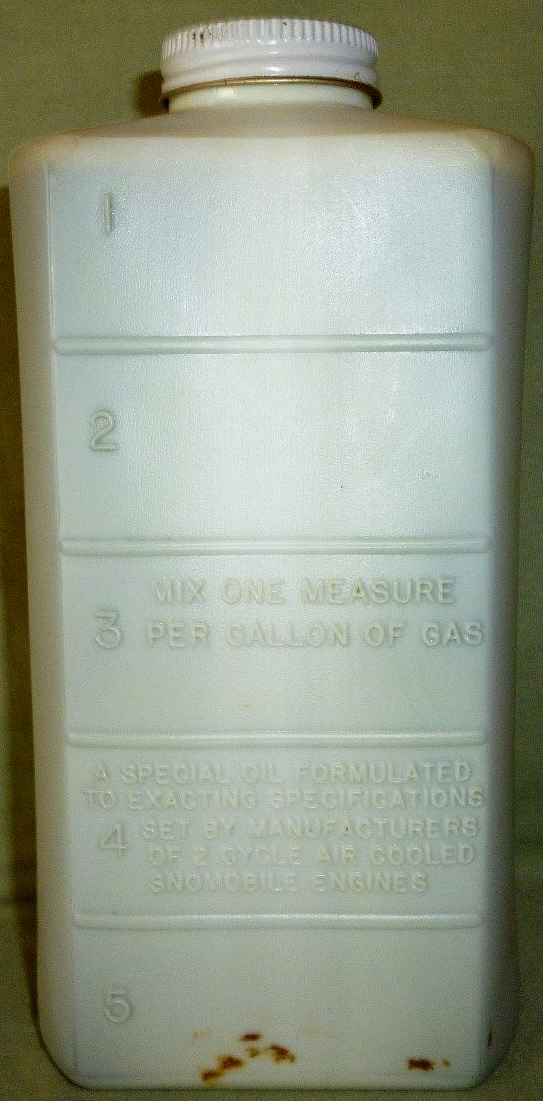 1
2
MIX ONE MEASURE
3 PER GALLON OF GAS
A SPECIAL OIL FORMULATED
TO EXACTING SPECIFICATIONS
4 SET BY MANUFACTURERS
OF 2 CYCLE AIR COOLED
SNOMOBILE ENGINES
5